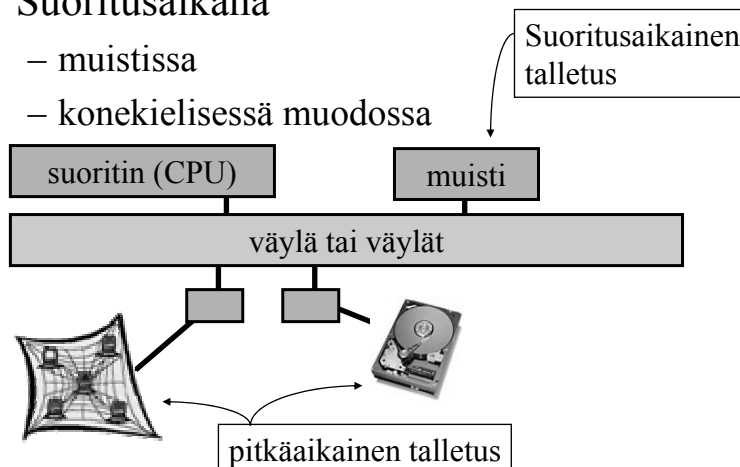 Suoritusaikana
– muistissa
– konekielisessä muodossa
Suoritusaikainen
talletus
suoritin (CPU)
muisti
väylä tai väylät
pitkäaikainen talletus